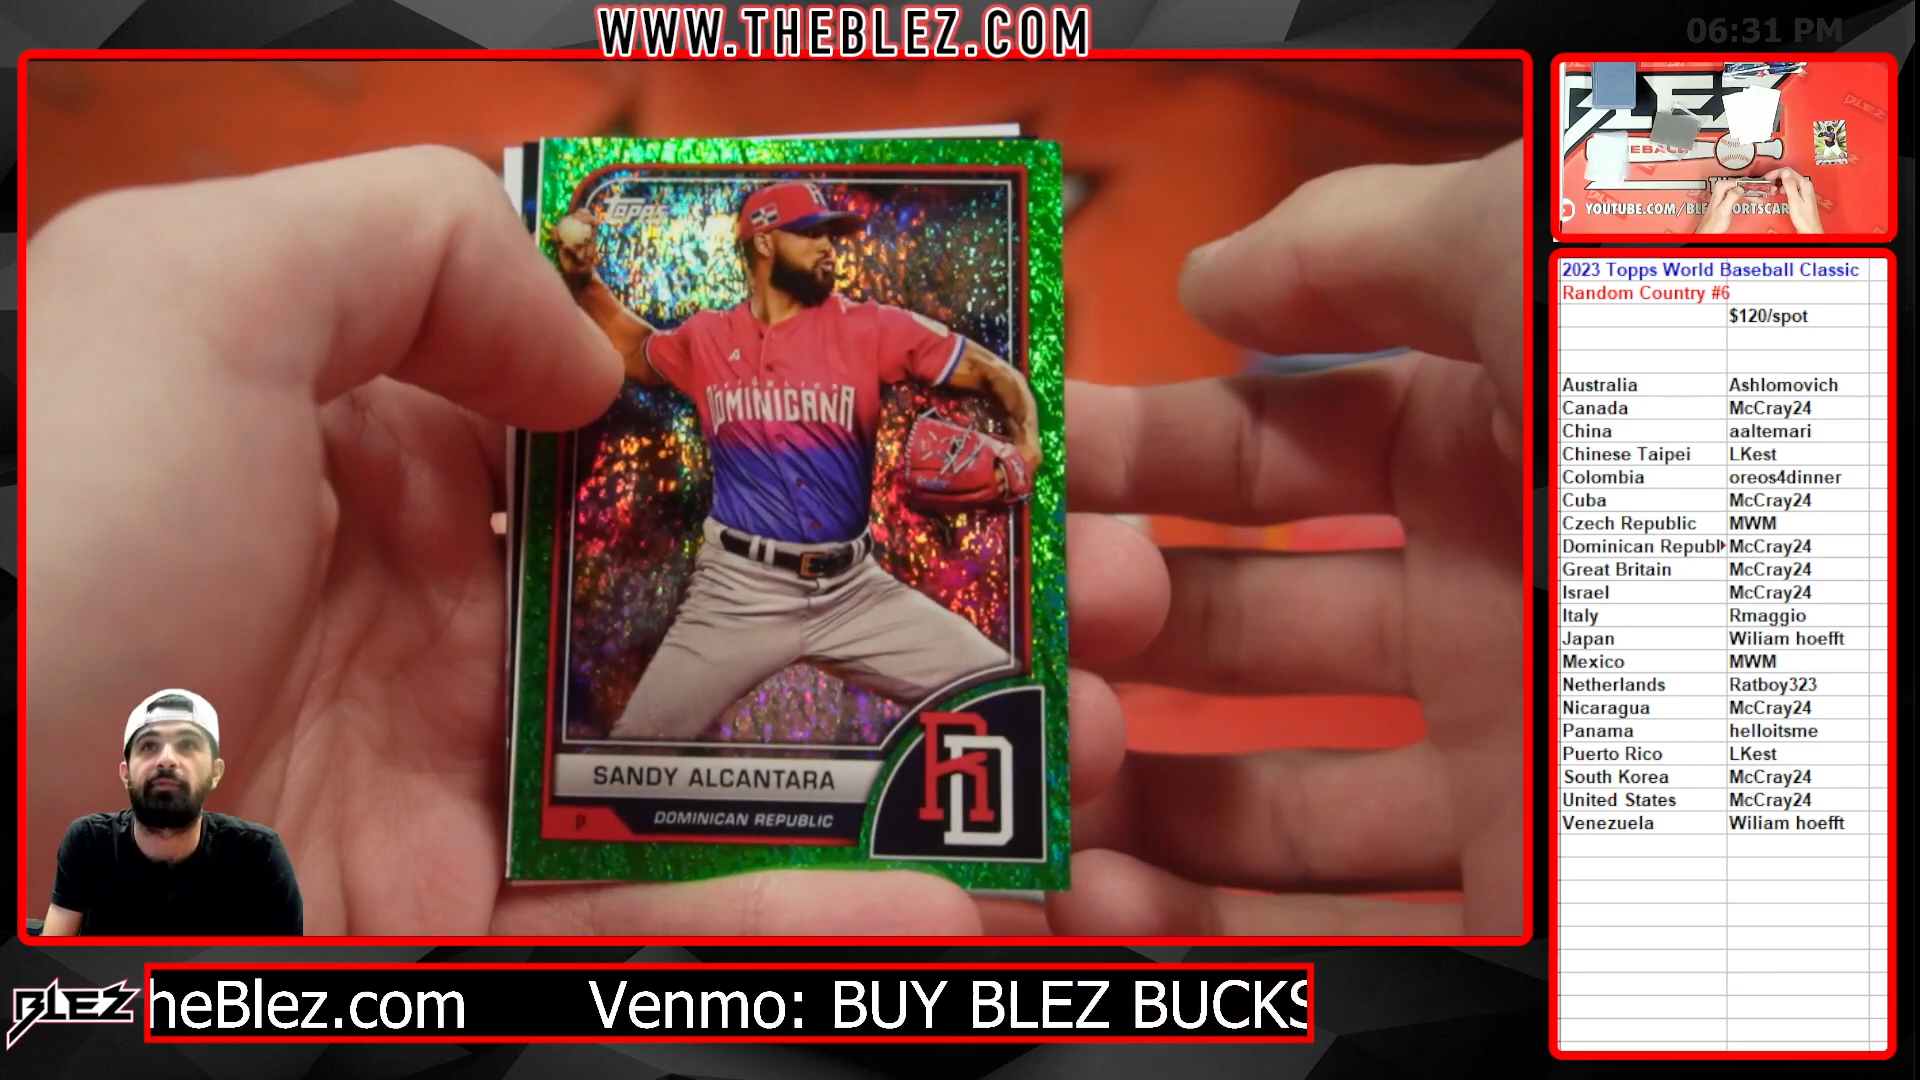 WWW.THEBLEZ.COM
06:31 PM
Topps
DOMINICANA
SANDY ALCANTARA
P
DOMINICAN REPUBLIC
RD
YOUTUBE.COM/BLE
2023 Topps World Baseball Classic
Random Country #6
$120/spot
Australia Ashlomovich
Canada McCray24
China aaltemari
Chinese Taipei LKest
Colombia oreos4dinner
Cuba McCray24
Czech Republic MWM
Dominican Republ McCray24
Great Britain McCray24
Israel McCray24
Italy Rmaggio
Japan Wiliam hoefft
Mexico MWM
Netherlands Ratboy323
Nicaragua McCray24
Panama helloitsme
Puerto Rico LKest
South Korea McCray24
United States McCray24
Venezuela Wiliam hoefft
BLEZ
heBlez.com Venmo: BUY BLEZ BUCKS